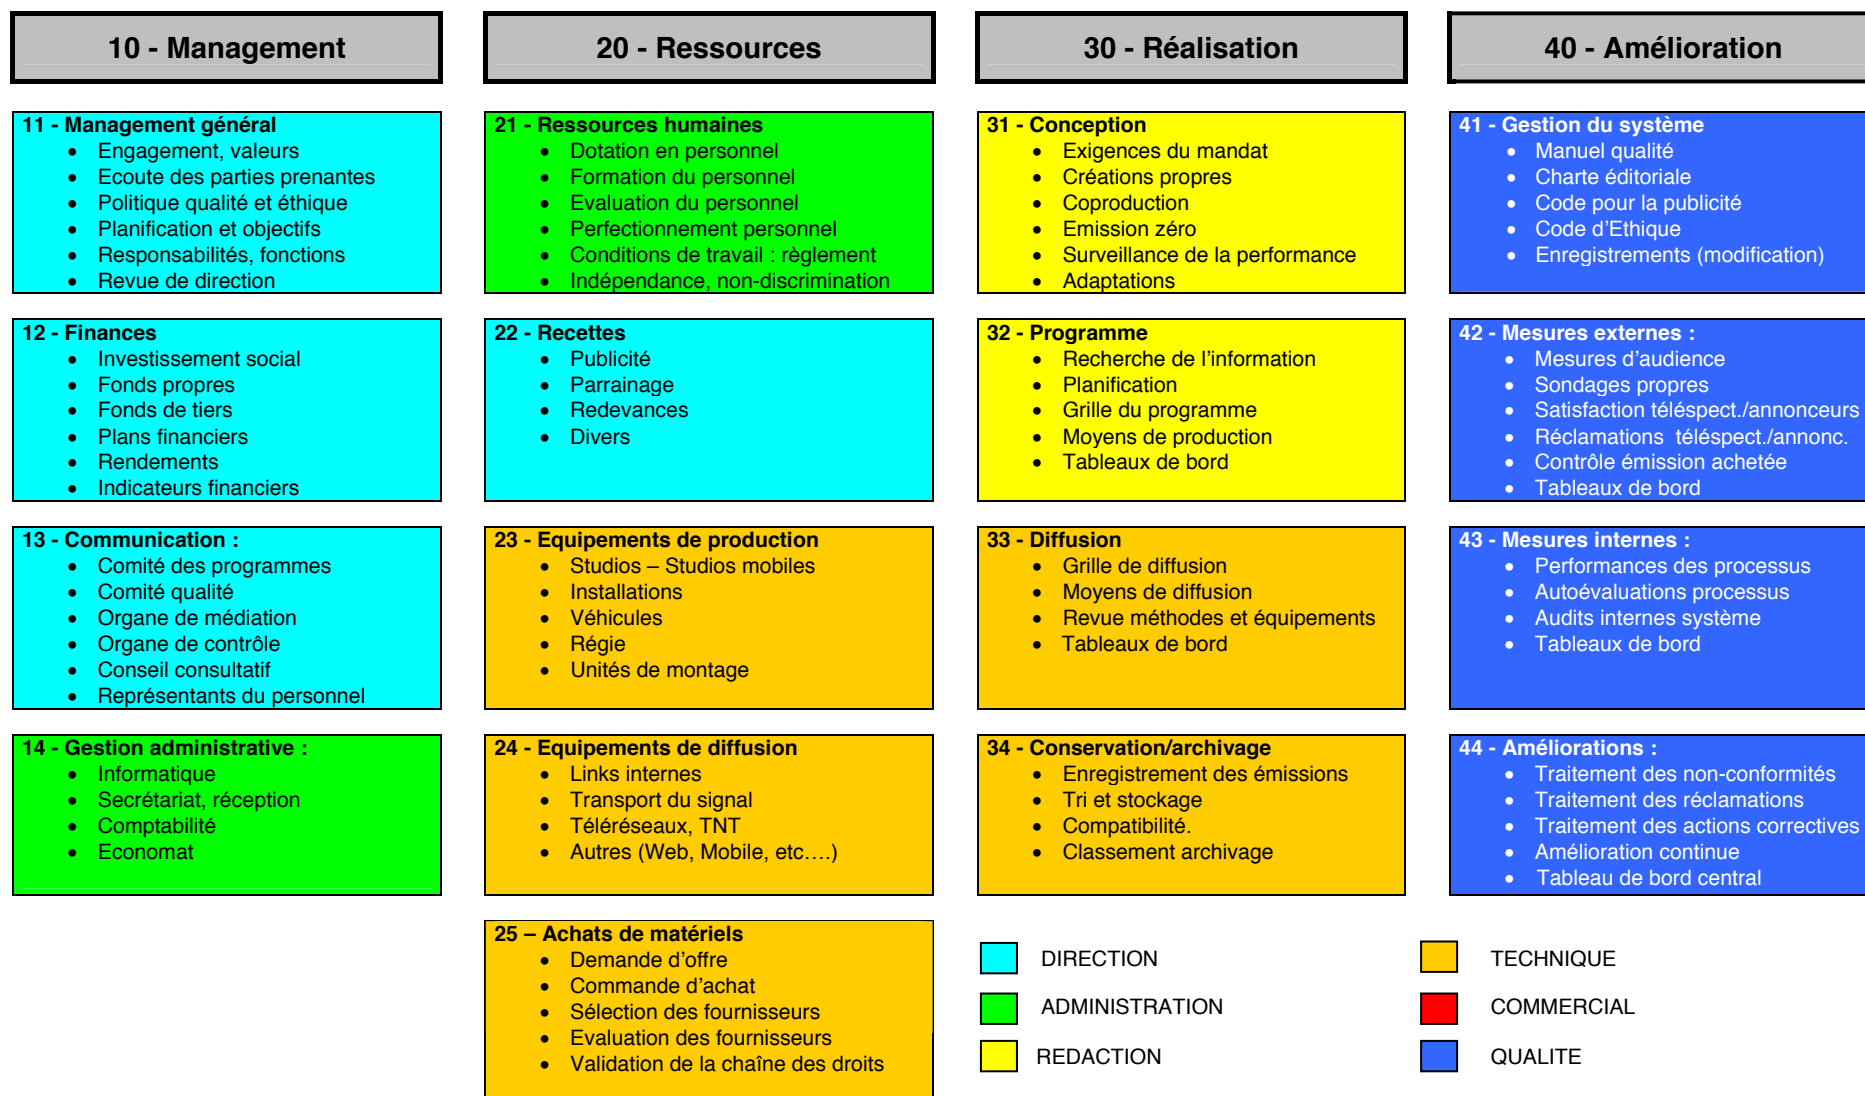 10 - Management
11 - Management général
• Engagement, valeurs
• Ecoute des parties prenantes
• Politique qualité et éthique
• Planification et objectifs
• Responsabilités, fonctions
• Revue de direction
12 - Finances
• Investissement social
• Fonds propres
• Fonds de tiers
• Plans financiers
• Rendements
• Indicateurs financiers
13 - Communication :
• Comité des programmes
• Comité qualité
• Organe de médiation
• Organe de contrôle
• Conseil consultatif
• Représentants du personnel
14 - Gestion administrative :
• Informatique
• Secrétariat, réception
• Comptabilité
• Economat
20 - Ressources
21 - Ressources humaines
• Dotation en personnel
• Formation du personnel
• Evaluation du personnel
• Perfectionnement personnel
• Conditions de travail : règlement
• Indépendance, non-discrimination
22 - Recettes
• Publicité
• Parrainage
• Redevances
• Divers
23 - Equipements de production
• Studios – Studios mobiles
• Installations
• Véhicules
• Régie
• Unités de montage
24 - Equipements de diffusion
• Links internes
• Transport du signal
• Téléréseaux, TNT
• Autres (Web, Mobile, etc….)
25 – Achats de matériels
• Demande d’offre
• Commande d’achat
• Sélection des fournisseurs
• Evaluation des fournisseurs
• Validation de la chaîne des droits
30 - Réalisation
31 - Conception
• Exigences du mandat
• Créations propres
• Coproduction
• Emission zéro
• Surveillance de la performance
• Adaptations
32 - Programme
• Recherche de l’information
• Planification
• Grille du programme
• Moyens de production
• Tableaux de bord
33 - Diffusion
• Grille de diffusion
• Moyens de diffusion
• Revue méthodes et équipements
• Tableaux de bord
34 - Conservation/archivage
• Enregistrement des émissions
• Tri et stockage
• Compatibilité.
• Classement archivage
40 - Amélioration
41 - Gestion du système
• Manuel qualité
• Charte éditoriale
• Code pour la publicité
• Code d’Ethique
• Enregistrements (modification)
42 - Mesures externes :
• Mesures d’audience
• Sondages propres
• Satisfaction téléspect./annonceurs
• Réclamations téléspect./annonc.
• Contrôle émission achetée
• Tableaux de bord
43 - Mesures internes :
• Performances des processus
• Autoévaluations processus
• Audits internes système
• Tableaux de bord
44 - Améliorations :
• Traitement des non-conformités
• Traitement des réclamations
• Traitement des actions correctives
• Amélioration continue
• Tableau de bord central
DIRECTION
ADMINISTRATION
REDACTION
TECHNIQUE
COMMERCIAL
QUALITE